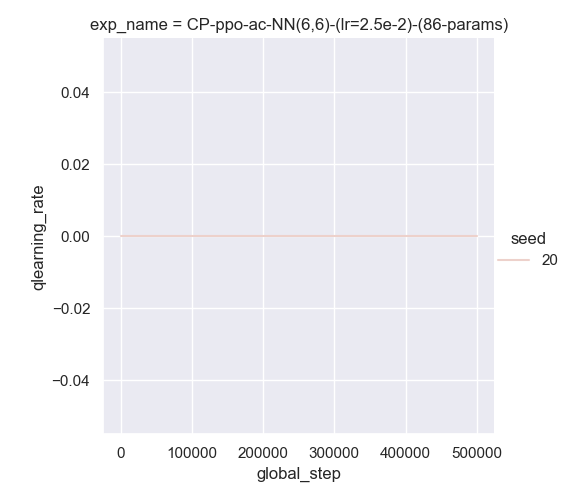 exp_name = CP-ppo-ac-NN(6,6)-(lr=2.5e-2)-(86-params)
0.04
0.02
0.00
−0.02
−0.04
qlearning_rate
seed
20
0 100000 200000 300000 400000 500000
global_step